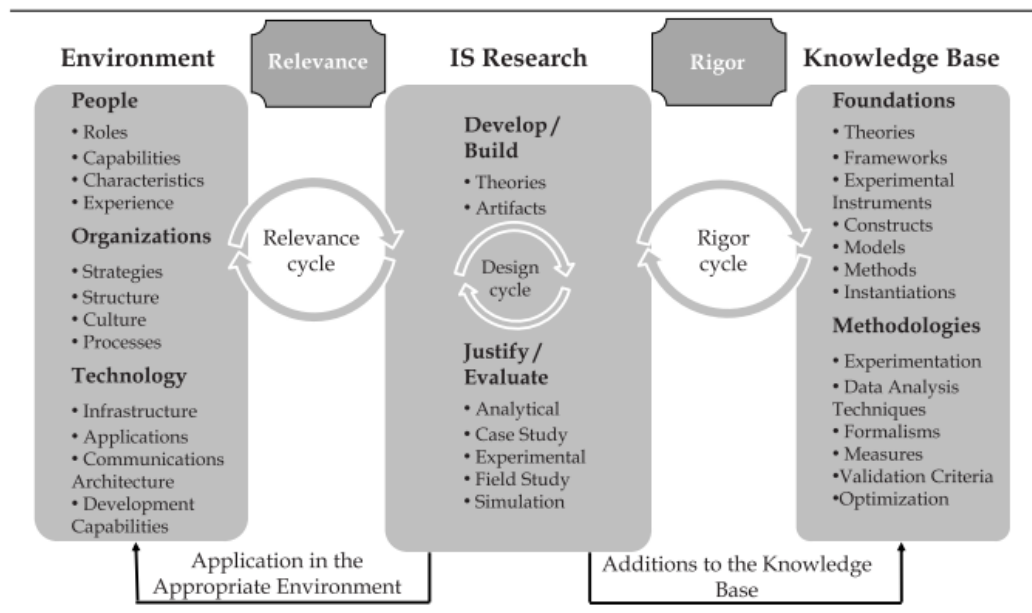 Environment
Relevance
IS Research
Rigor
Knowledge Base
People
• Roles
• Capabilities
• Characteristics
• Experience
Organizations
• Strategies
• Structure
• Culture
• Processes
Technology
• Infrastructure
• Applications
• Communications
Architecture
• Development
Capabilities
Relevance
cycle
Develop /
Build
• Theories
• Artifacts
Design
cycle
Justify /
Evaluate
• Analytical
• Case Study
• Experimental
• Field Study
• Simulation
Rigor
cycle
Foundations
• Theories
• Frameworks
• Experimental
Instruments
• Constructs
• Models
• Methods
• Instantiations
Methodologies
• Experimentation
• Data Analysis
Techniques
• Formalisms
• Measures
•Validation Criteria
•Optimization
Application in the
Appropriate Environment
Additions to the Knowledge
Base